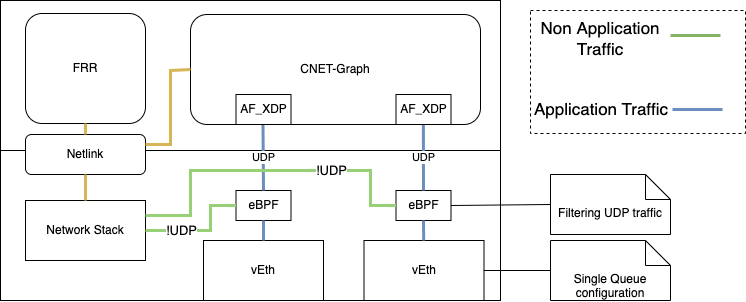 FRR
CNET-Graph
AF_XDP
AF_XDP
Netlink
UDP
UDP
!UDP
eBPF
eBPF
Network Stack
!UDP
vEth
vEth
Non Application
Traffic
Application Traffic
Filtering UDP traffic
Single Queue
configuration